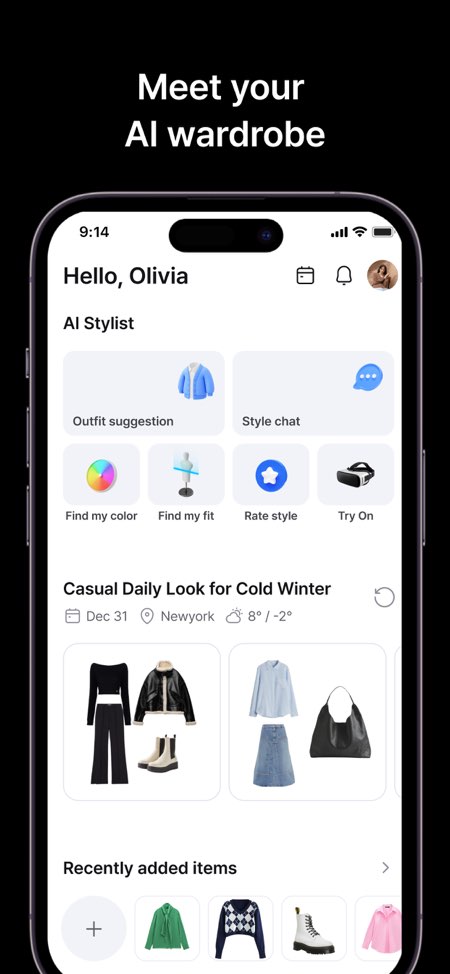 Meet your
AI wardrobe
9:14
Hello, Olivia
AI Stylist
Outfit suggestion
Style chat
Find my color
Find my fit
Rate style
Try On
Casual Daily Look for Cold Winter
Dec 31
Newyork
8° / -2°
Recently added items